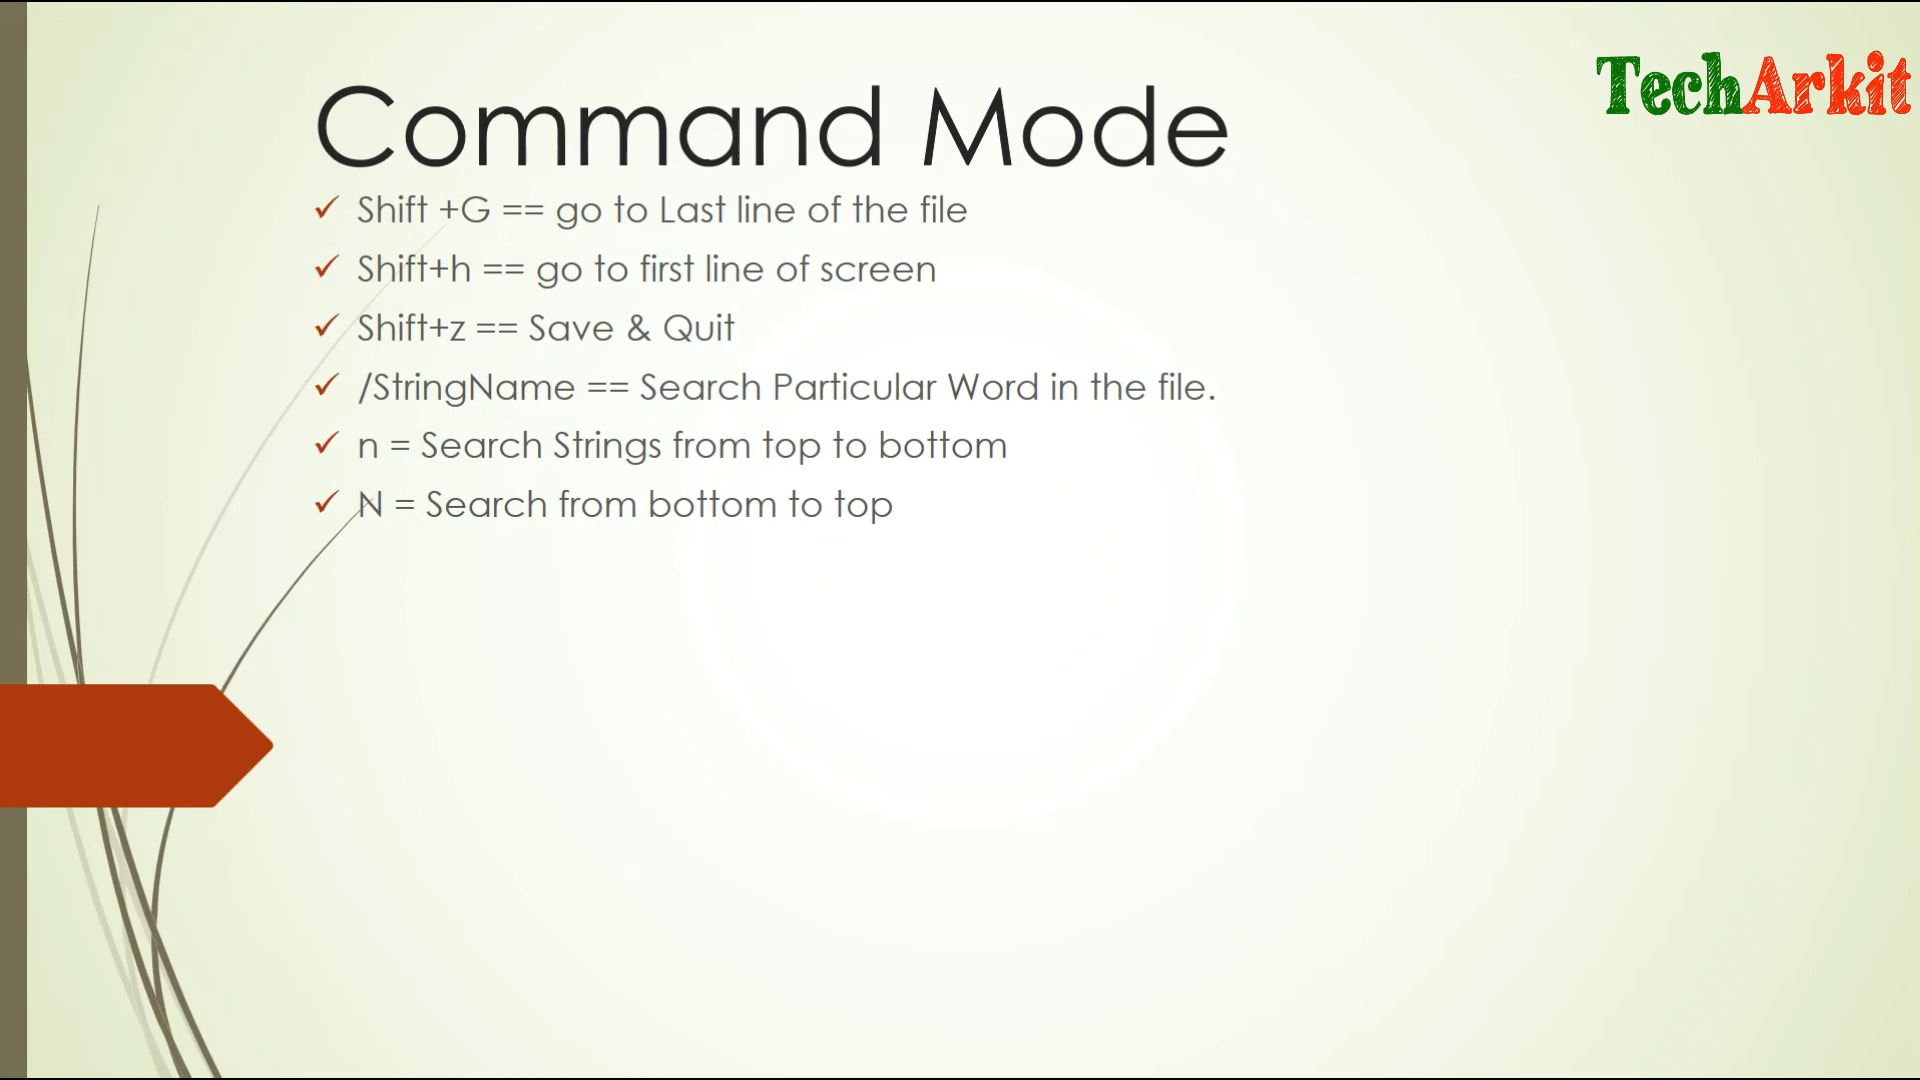 TechArkit
Command Mode
✓ Shift +G == go to Last line of the file
✓ Shift+h == go to first line of screen
✓ Shift+z == Save & Quit
✓ /StringName == Search Particular Word in the file.
✓ n = Search Strings from top to bottom
✓ N = Search from bottom to top